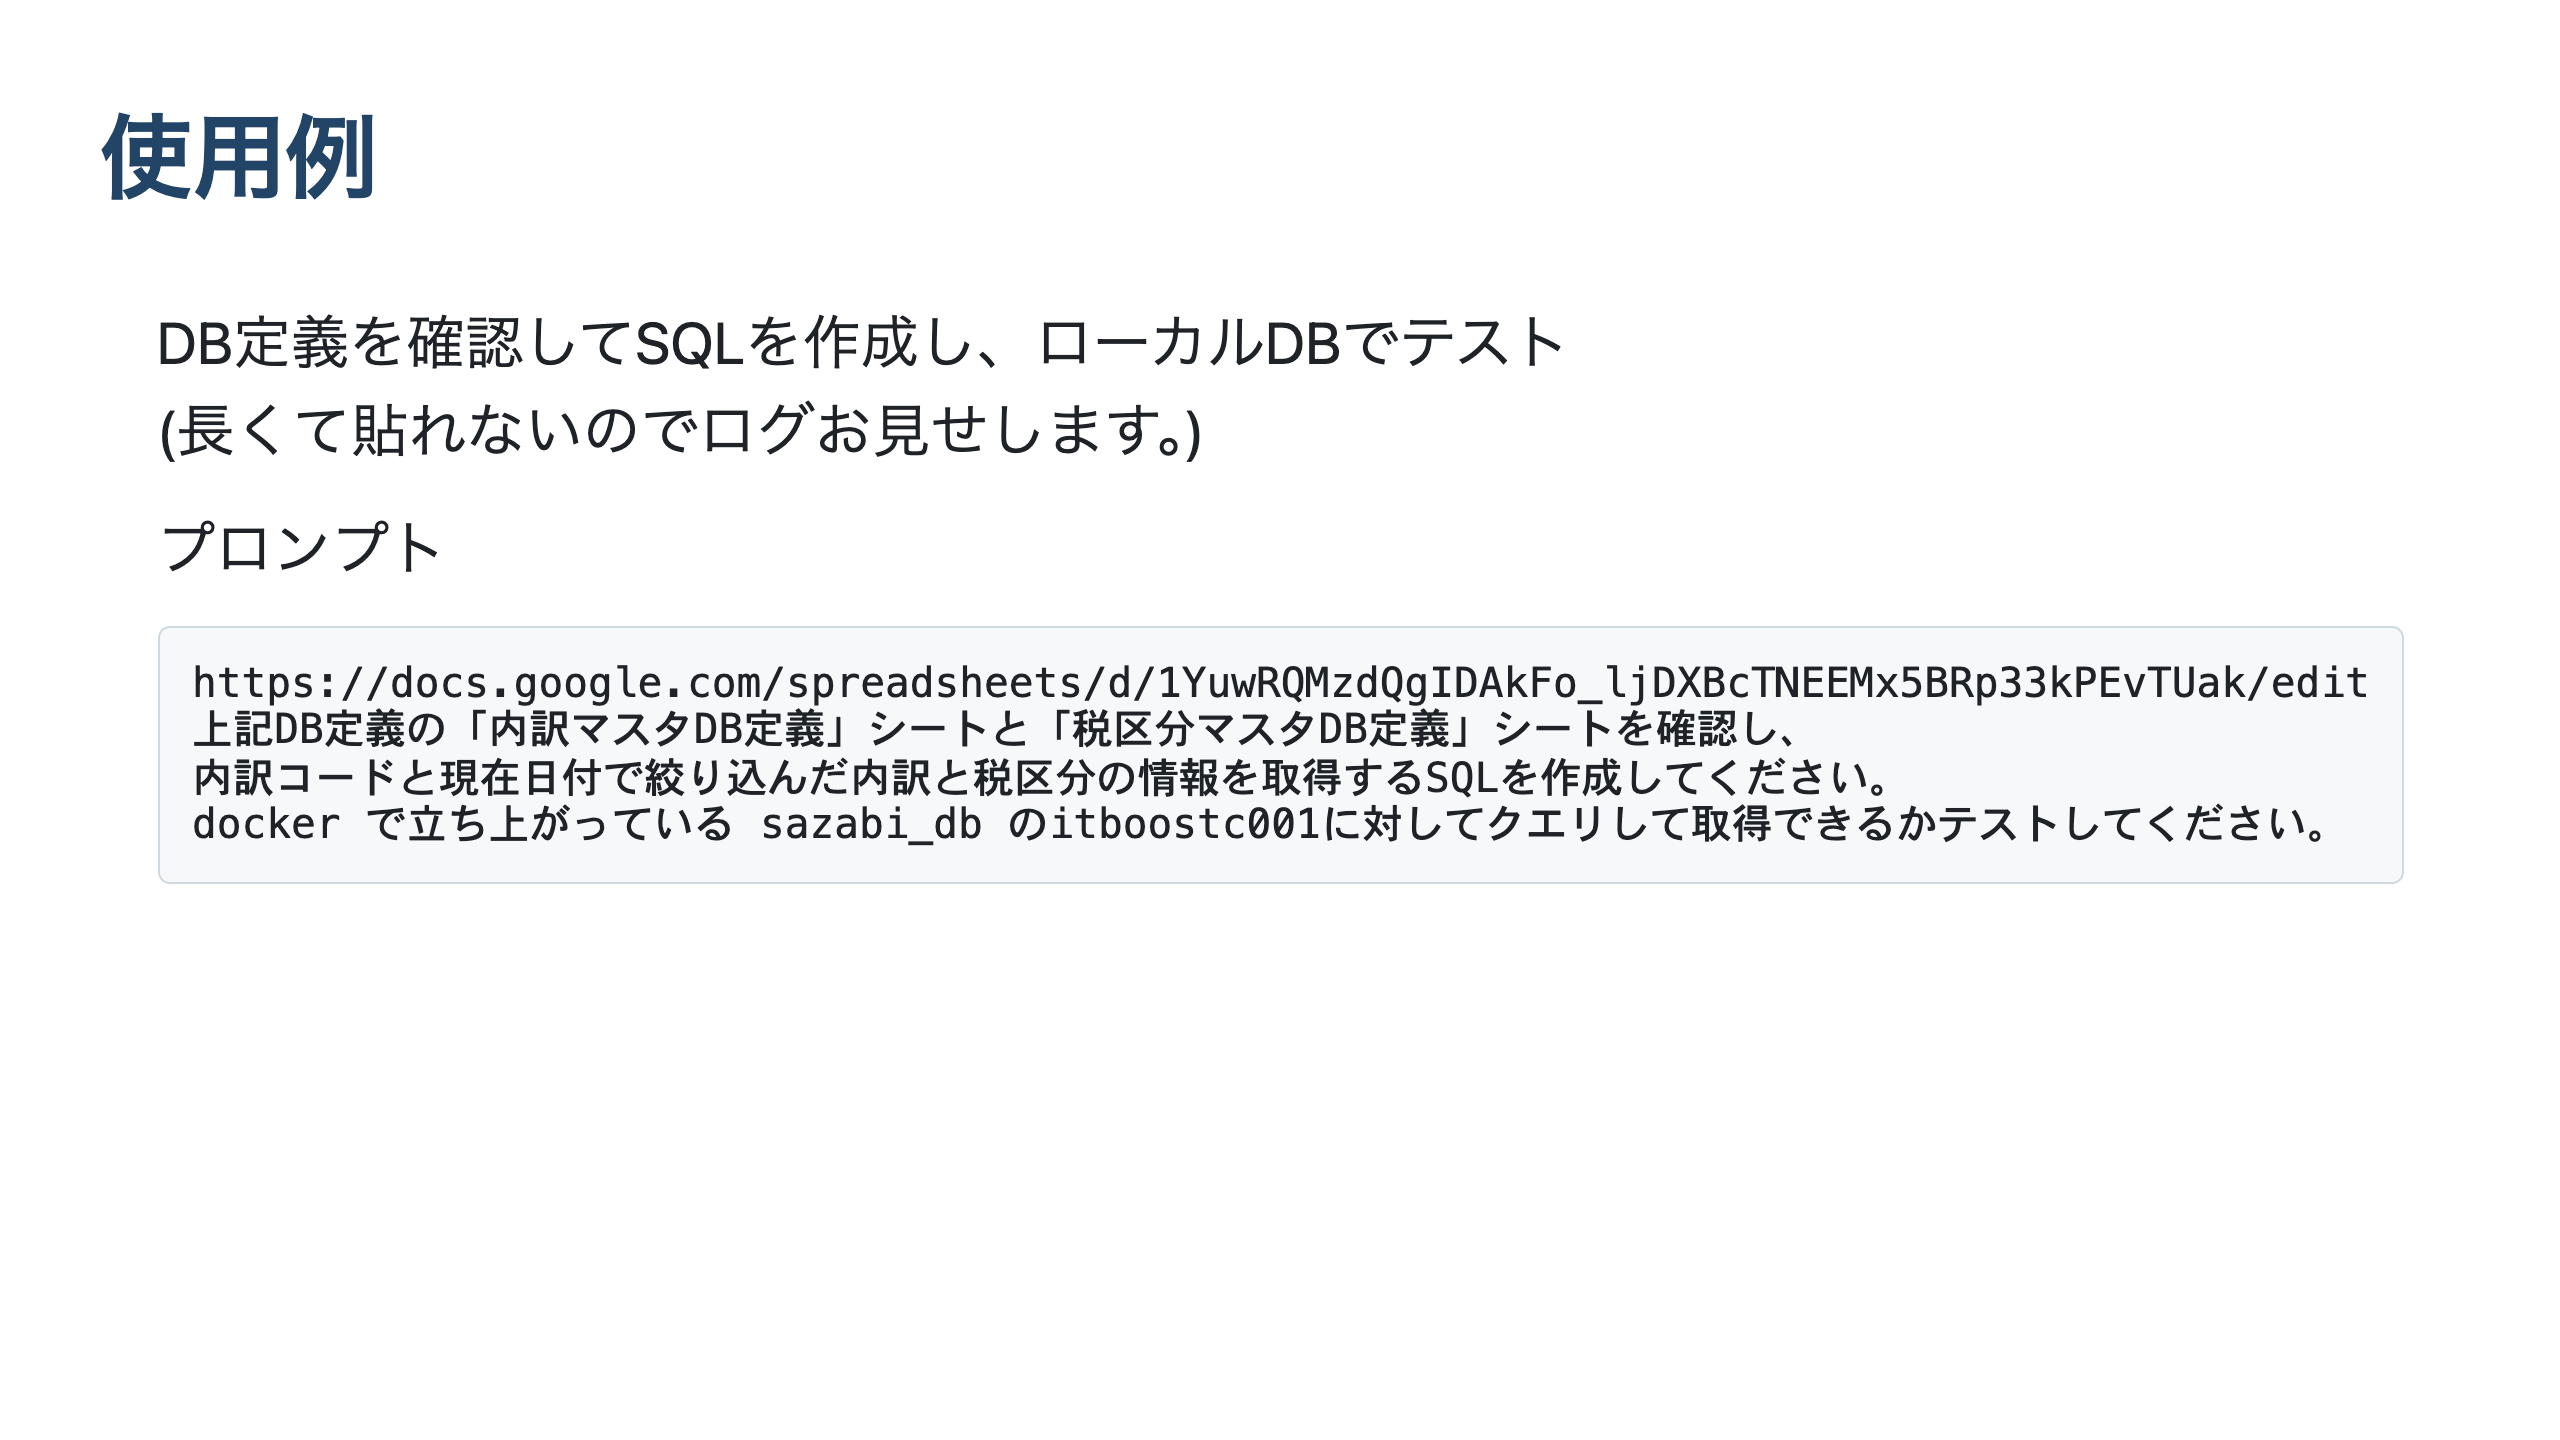 使用例
DB定義を確認してSQLを作成し、ローカルDBでテスト
(長くて貼れないのでログお見せします。)
プロンプト
https://docs.google.com/spreadsheets/d/1YuwRQMzdQgIDAkFo_ljDXBcTNEEMx5BRp33kPEvTUak/edit
上記DB定義の「内訳マスタDB定義」シートと「税区分マスタDB定義」シートを確認し、
内訳コードと現在日付で絞り込んだ内訳と税区分の情報を取得するSQLを作成してください。
docker で立ち上がっている sazabi_db のitboostc001に対してクエリして取得できるかテストしてください。